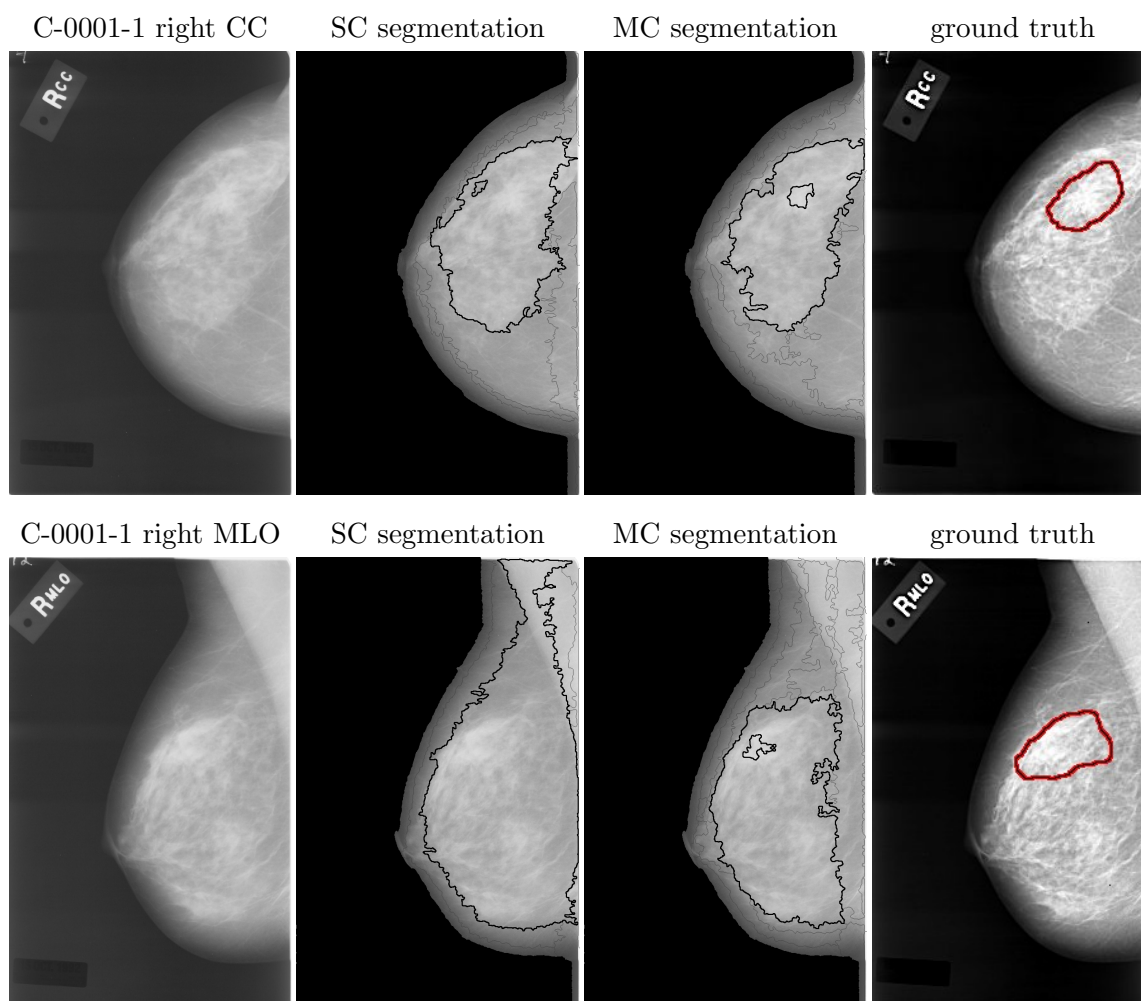 C-0001-1 right CC SC segmentation MC segmentation ground truth
RCC RCC
C-0001-1 right MLO SC segmentation MC segmentation ground truth
RMLO RMLO